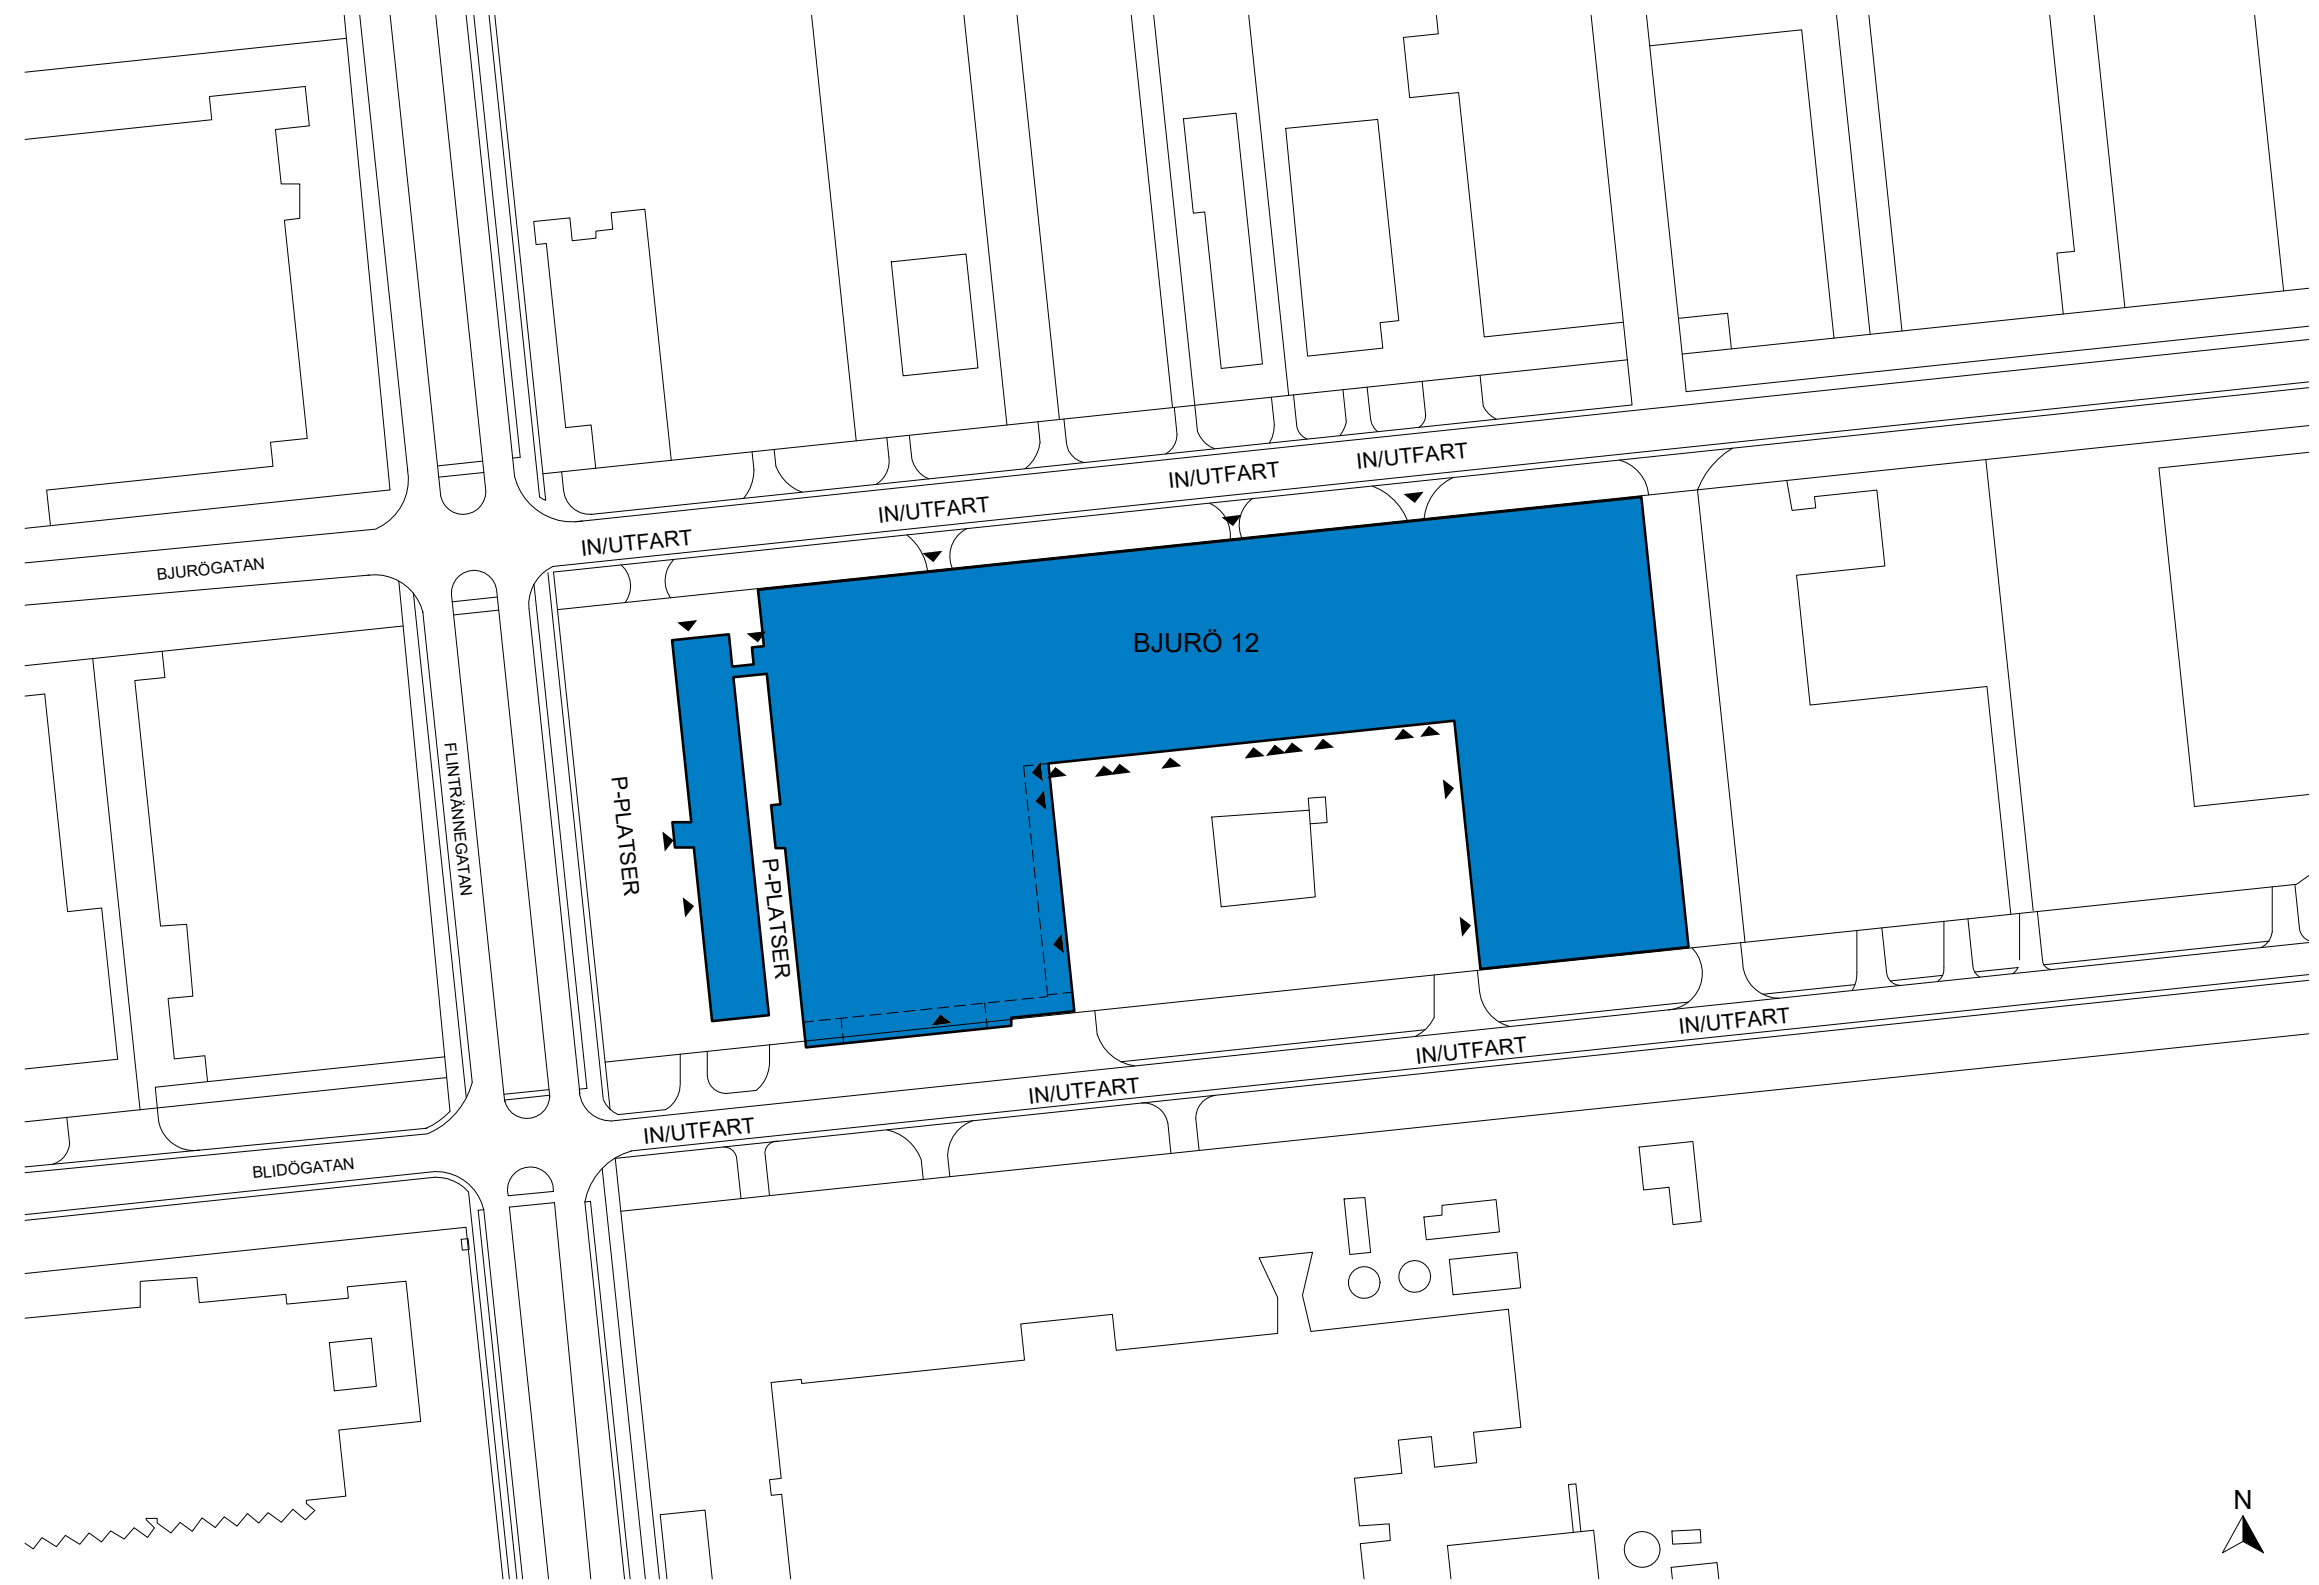 IN/UTFART
IN/UTFART
IN/UTFART
IN/UTFART
BJURÖGATAN
BJURÖ 12
FLINTRÄNNEGATAN
P-PLATSER
P-PLATSER
IN/UTFART
IN/UTFART
IN/UTFART
IN/UTFART
BLIDÖGATAN
N